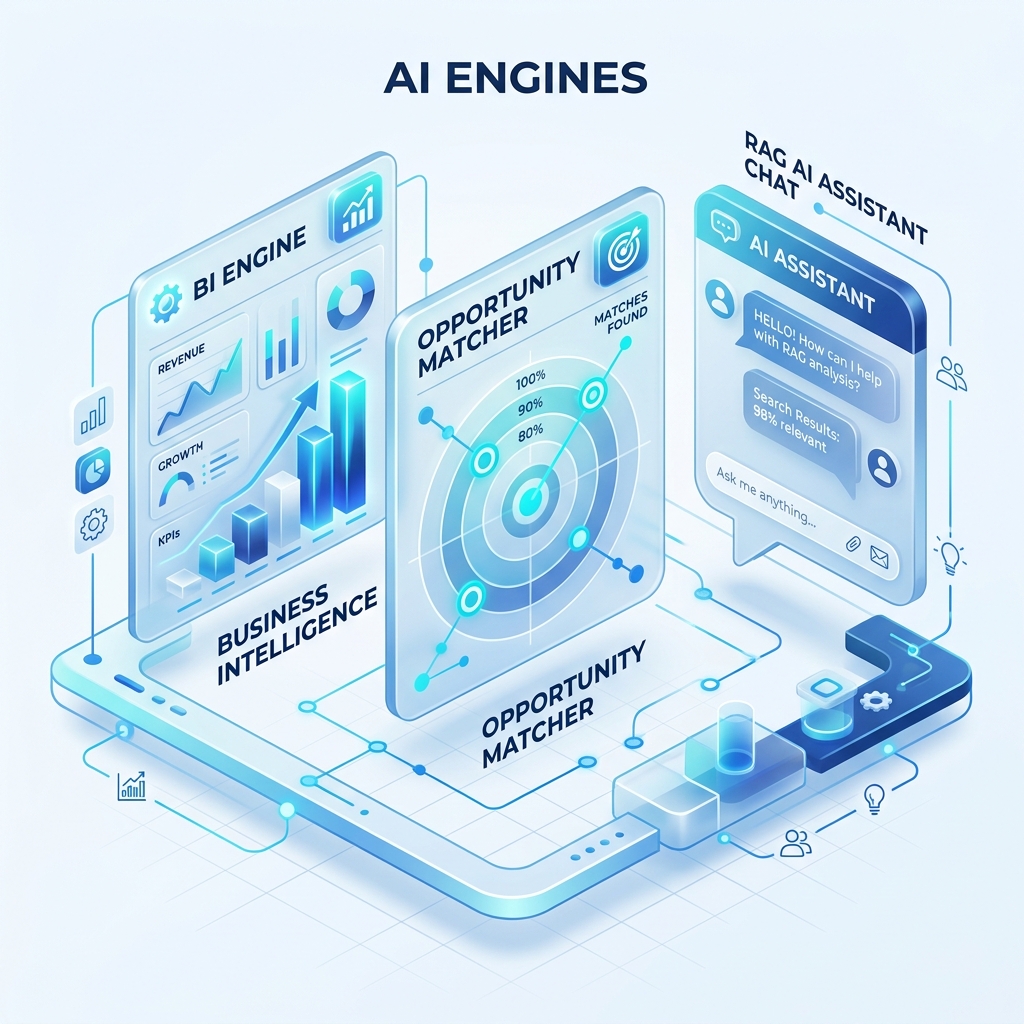 AI ENGINES
BI ENGINE
REVENUE
GROWTH
KPIs
BUSINESS
INTELLIGENCE
OPPORTUNITY
MATCHER
MATCHES
FOUND
100%
90%
80%
OPPORTUNITY
MATCHER
RAG AI ASSISTANT
CHAT
AI ASSISTANT
HELLO! How can I help
with RAG analysis?
Search Results:
98% relevant
Ask me anything...